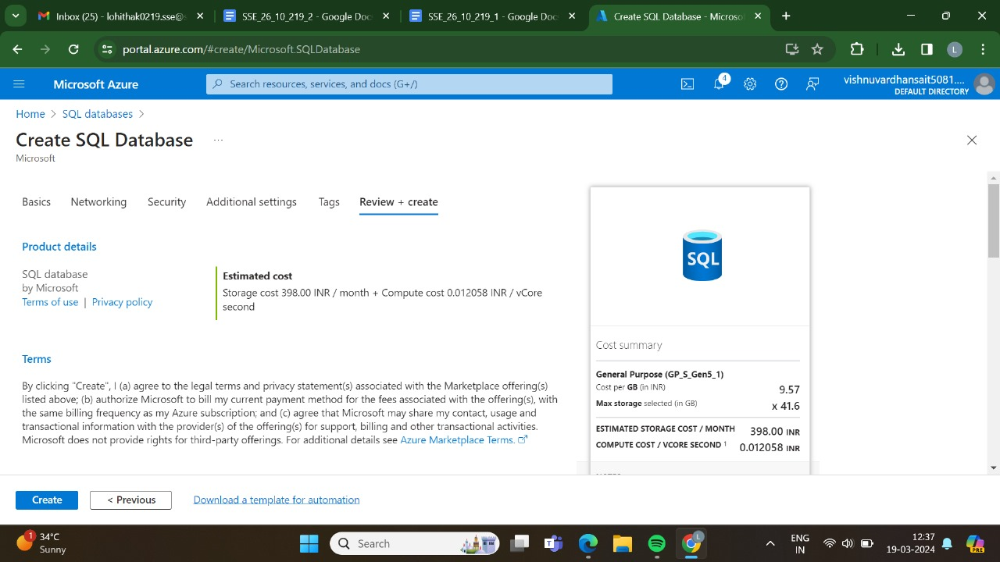 Inbox (25) - lohithak0219.sse@s
SSE_26_10_219_2 - Google Doc
SSE_26_10_219_1 - Google Doc
Create SQL Database - Microsof
portal.azure.com/#create/Microsoft.SQLDatabase
L
Microsoft Azure
Search resources, services, and docs (G+/)
4
vishnuvardhansait5081....
DEFAULT DIRECTORY
Home > SQL databases >
Create SQL Database ...
Microsoft
Basics Networking Security Additional settings Tags Review + create
Product details
SQL database
by Microsoft
Terms of use | Privacy policy
Estimated cost
Storage cost 398.00 INR / month + Compute cost 0.012058 INR / vCore
second
Terms
By clicking "Create", I (a) agree to the legal terms and privacy statement(s) associated with the Marketplace offering(s)
listed above; (b) authorize Microsoft to bill my current payment method for the fees associated with the offering(s), with
the same billing frequency as my Azure subscription; and (c) agree that Microsoft may share my contact, usage and
transactional information with the provider(s) of the offering(s) for support, billing and other transactional activities.
Microsoft does not provide rights for third-party offerings. For additional details see Azure Marketplace Terms.
SQL
Cost summary
General Purpose (GP_S_Gen5_1)
Cost per GB (in INR) 9.57
Max storage selected (in GB) x 41.6
ESTIMATED STORAGE COST / MONTH 398.00 INR
COMPUTE COST / VCORE SECOND 1 0.012058 INR
Create
< Previous
Download a template for automation
1
34°C
Sunny
Search
L
ENG
IN
12:37
19-03-2024
PRE